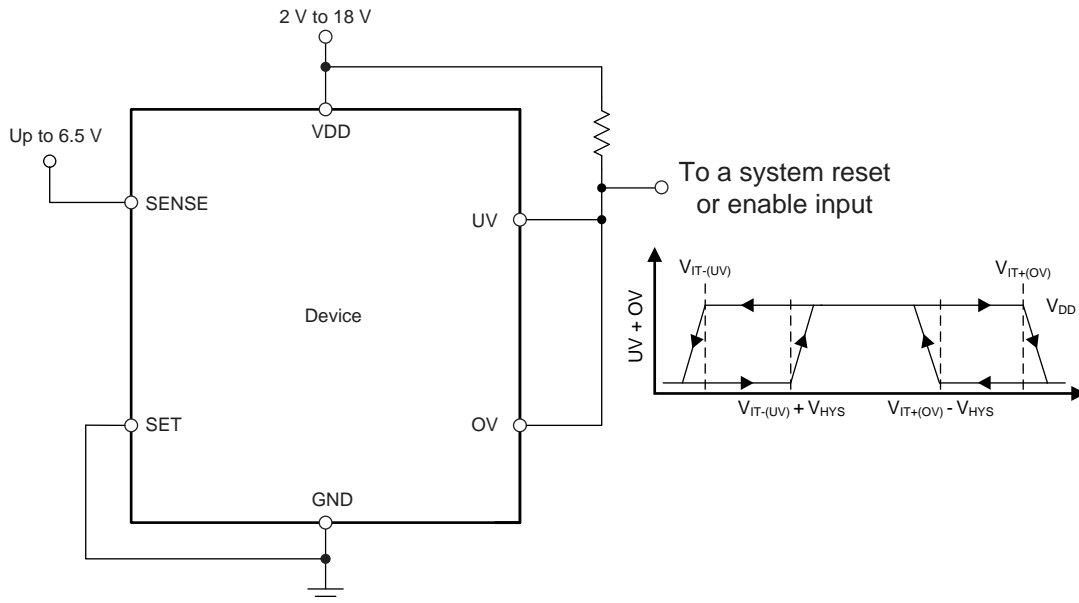 2 V to 18 V
VDD
Up to 6.5 V
SENSE
To a system reset
or enable input
UV
Device
V_IT-(UV)
V_IT+(OV)
V_DD
UV + OV
V_IT-(UV) + V_HYS
V_IT+(OV) - V_HYS
SET
OV
GND